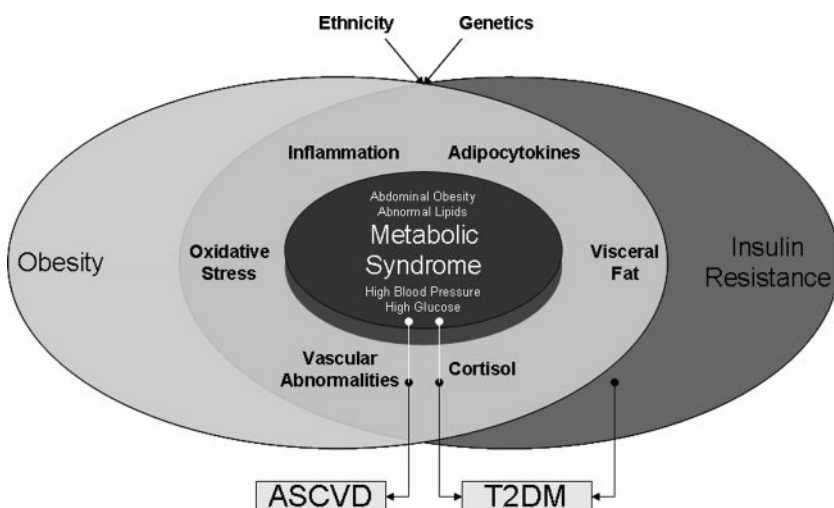 Ethnicity
Genetics
Inflammation
Adipocytokines
Abdominal Obesity
Abnormal Lipids
Metabolic
Syndrome
High Blood Pressure
High Glucose
Obesity
Oxidative
Stress
Visceral
Fat
Insulin
Resistance
Vascular
Abnormalities
Cortisol
ASCVD
T2DM